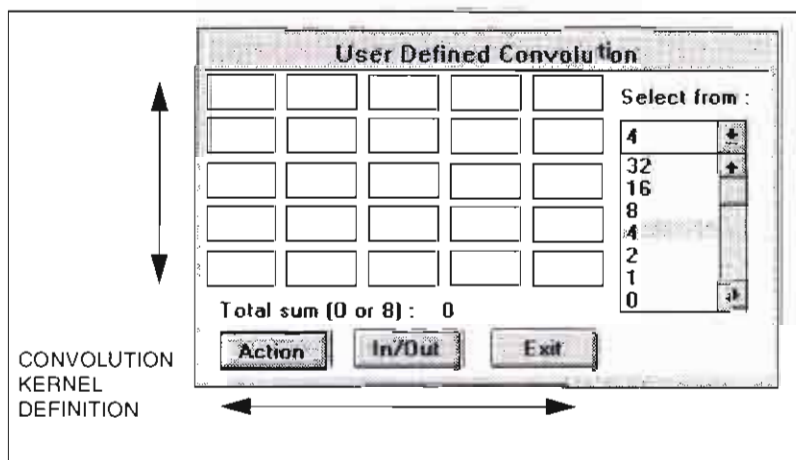 User Defined Convolution
Select from :
4
32
16
8
4
2
1
0
Total sum (0 or 8) : 0
Action In/Out Exit
CONVOLUTION
KERNEL
DEFINITION